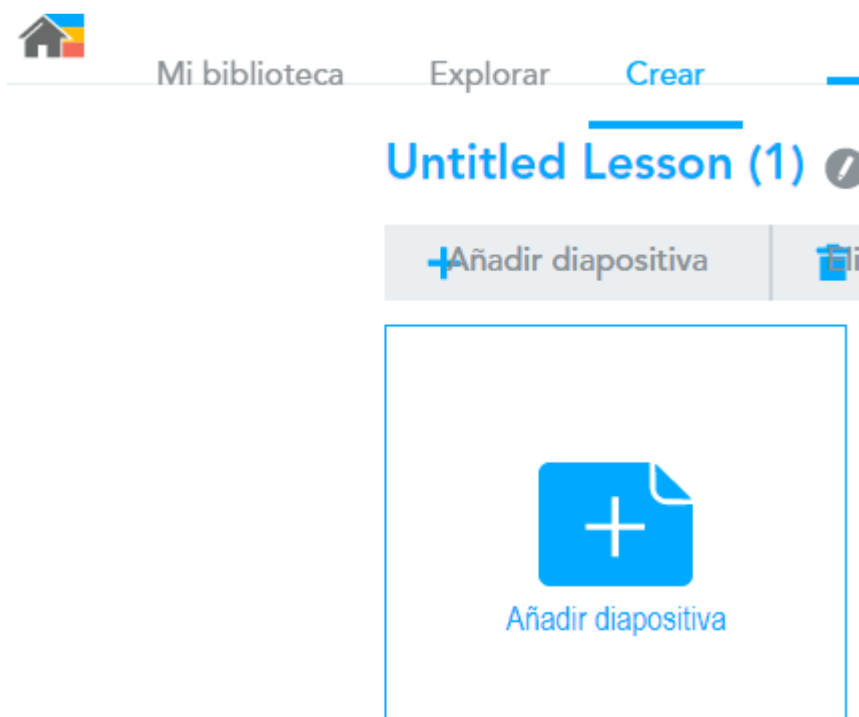 Mi biblioteca Explorar Crear
Untitled Lesson (1)
Añadir diapositiva
Añadir diapositiva